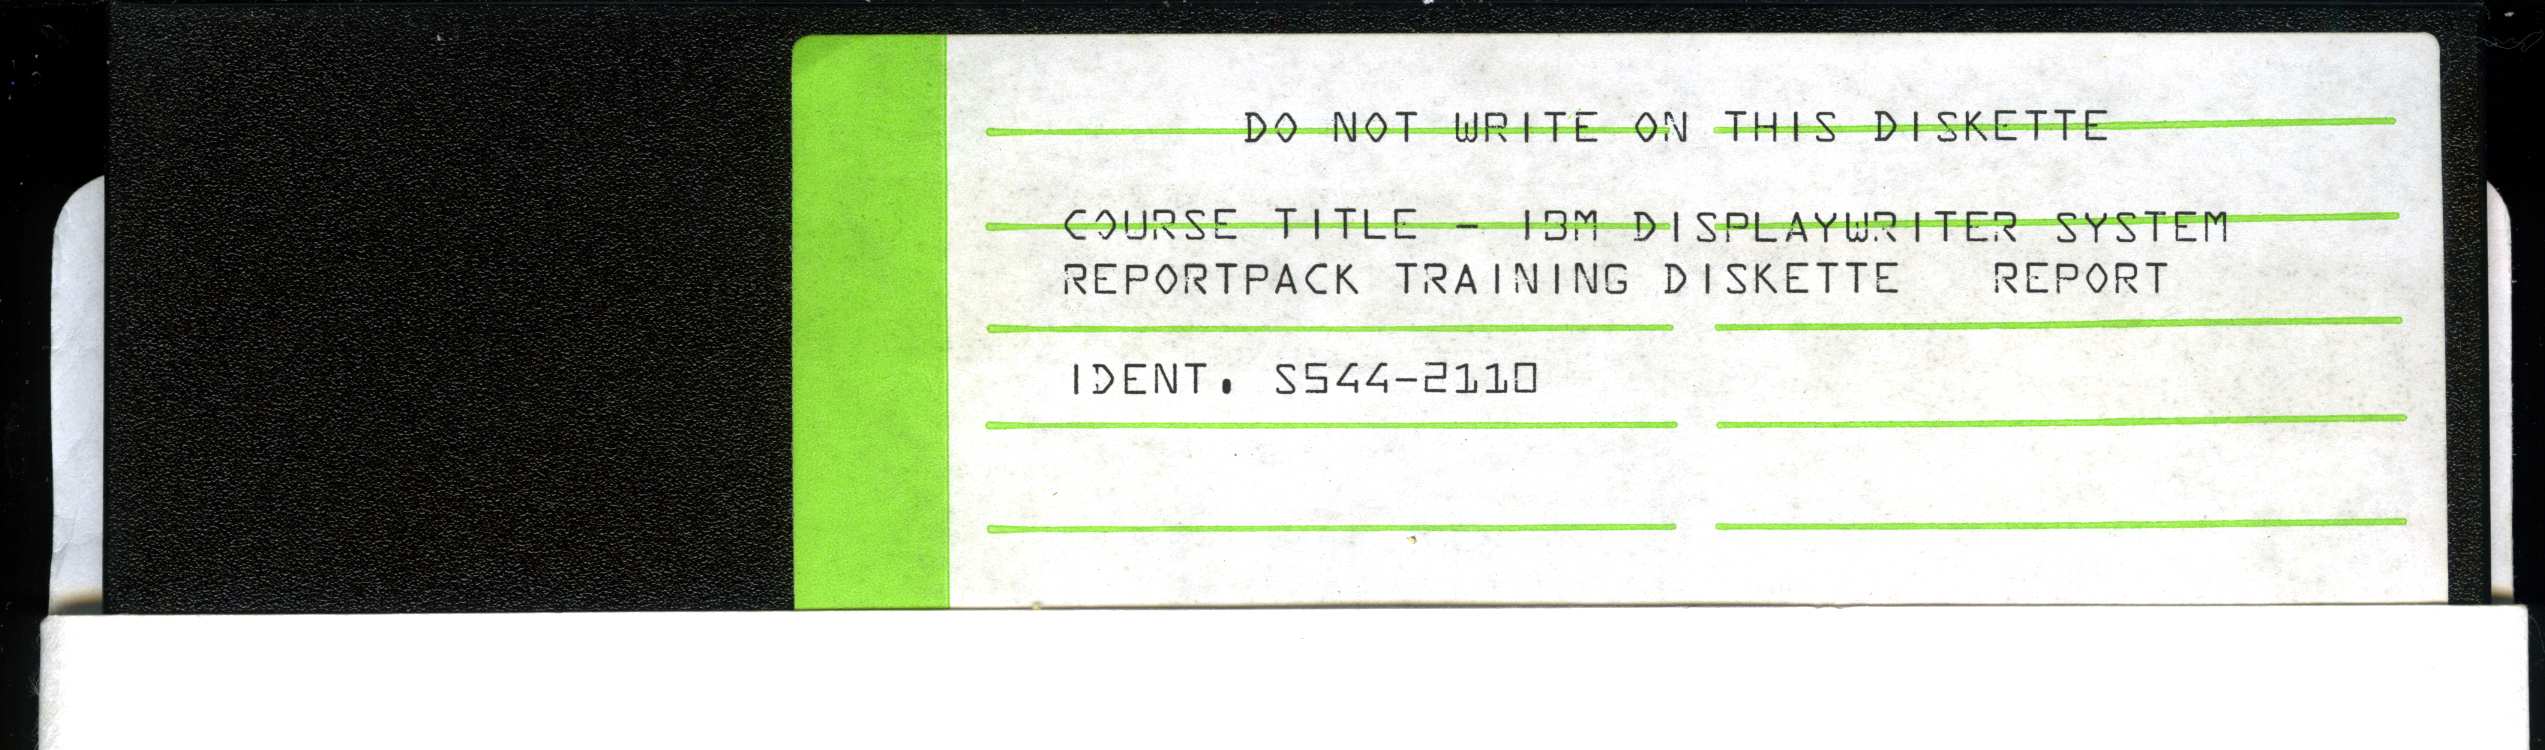 DO NOT WRITE ON THIS DISKETTE
COURSE TITLE - IBM DISPLAYWRITER SYSTEM
REPORTPACK TRAINING DISKETTE REPORT
IDENT. S544-2110